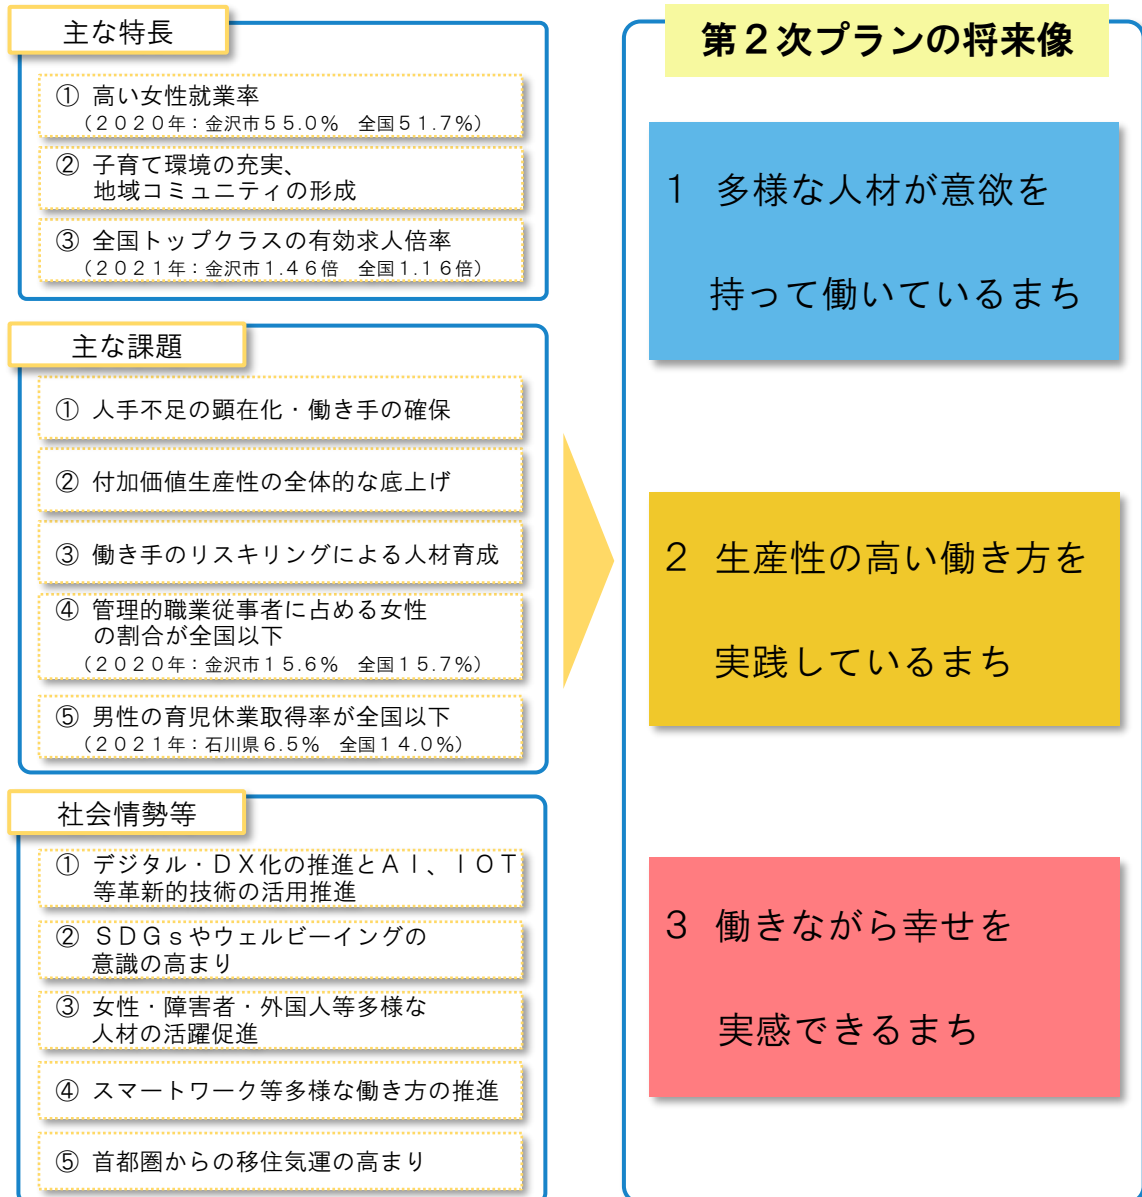 主な特長
① 高い女性就業率
（２０２０年：金沢市５５.０%　全国５１.７%）
② 子育て環境の充実、
地域コミュニティの形成
③ 全国トップクラスの有効求人倍率
（２０２１年：金沢市1.４６倍　全国1.１６倍）
主な課題
① 人手不足の顕在化・働き手の確保
② 付加価値生産性の全体的な底上げ
③ 働き手のリスキリングによる人材育成
④ 管理的職業従事者に占める女性
の割合が全国以下
（２０２０年：金沢市１５.６%　全国１５.７%）
⑤ 男性の育児休業取得率が全国以下
（２０２１年：石川県６.５%　全国１４.０%）
社会情勢等
① デジタル・ＤＸ化の推進とＡＩ、ＩＯＴ
等革新的技術の活用推進
② ＳＤＧｓやウェルビーイングの
意識の高まり
③ 女性・障害者・外国人等多様な
人材の活躍促進
④ スマートワーク等多様な働き方の推進
⑤ 首都圏からの移住気運の高まり
第２次プランの将来像
１ 多様な人材が意欲を
持って働いているまち
２ 生産性の高い働き方を
実践しているまち
３ 働きながら幸せを
実感できるまち